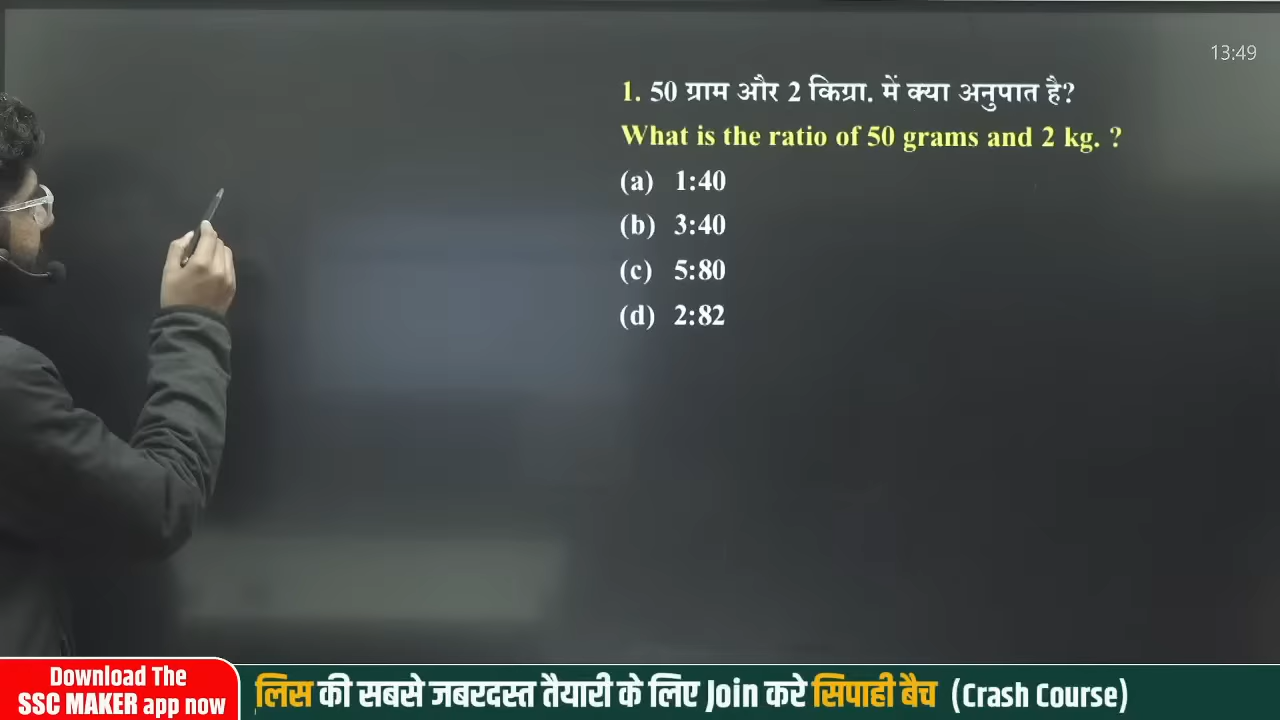 13:49
1. 50 ग्राम और 2 किग्रा. में क्या अनुपात है?
What is the ratio of 50 grams and 2 kg. ?
(a) 1:40
(b) 3:40
(c) 5:80
(d) 2:82
Download The
SSC MAKER app now
लिस की सबसे जबरदस्त तैयारी के लिए Join करे सिपाही बैच (Crash Course)